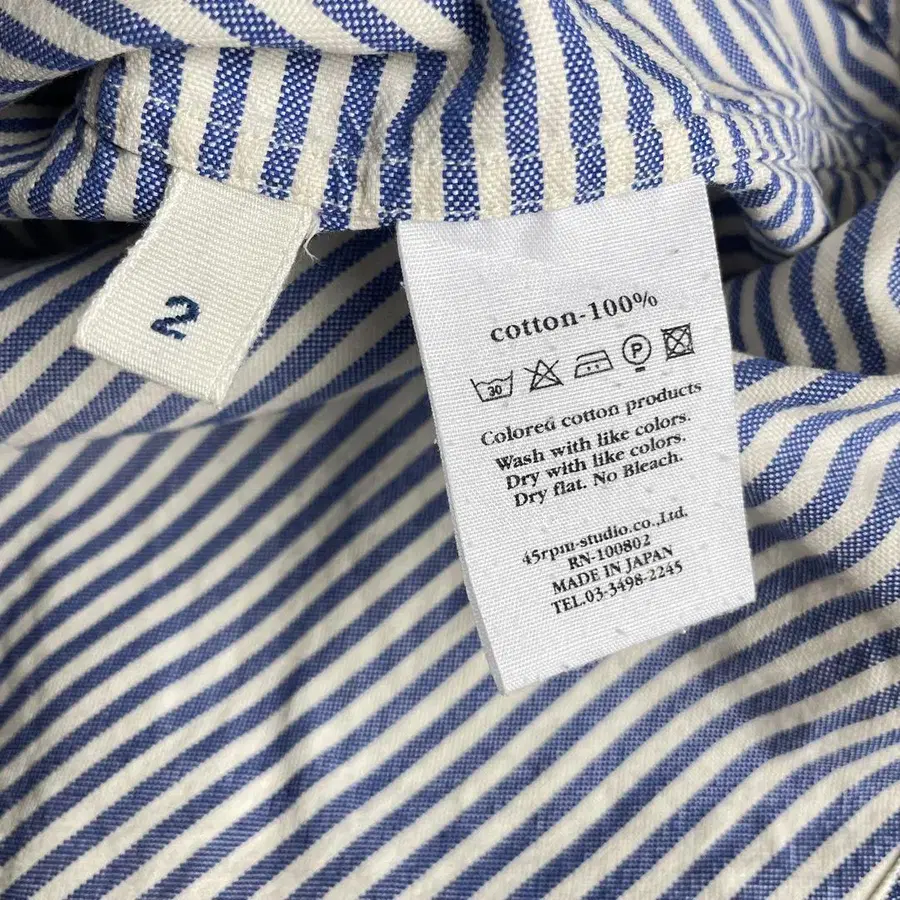 2
cotton-100%
30 P
Colored cotton products
Wash with like colors.
Dry with like colors.
Dry flat. No Bleach.
45rpm-studio.co.,Ltd.
RN-100802
MADE IN JAPAN
TEL.03-3498-2245